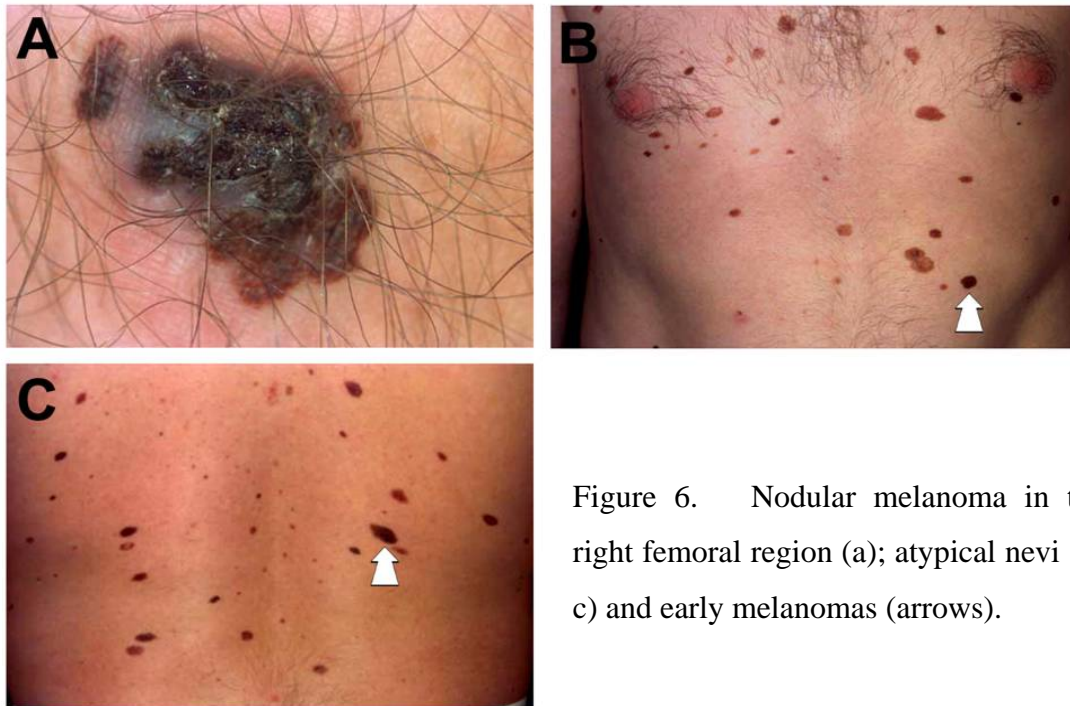 A
B
C
Figure 6. Nodular melanoma in
right femoral region (a); atypical nevi
c) and early melanomas (arrows).